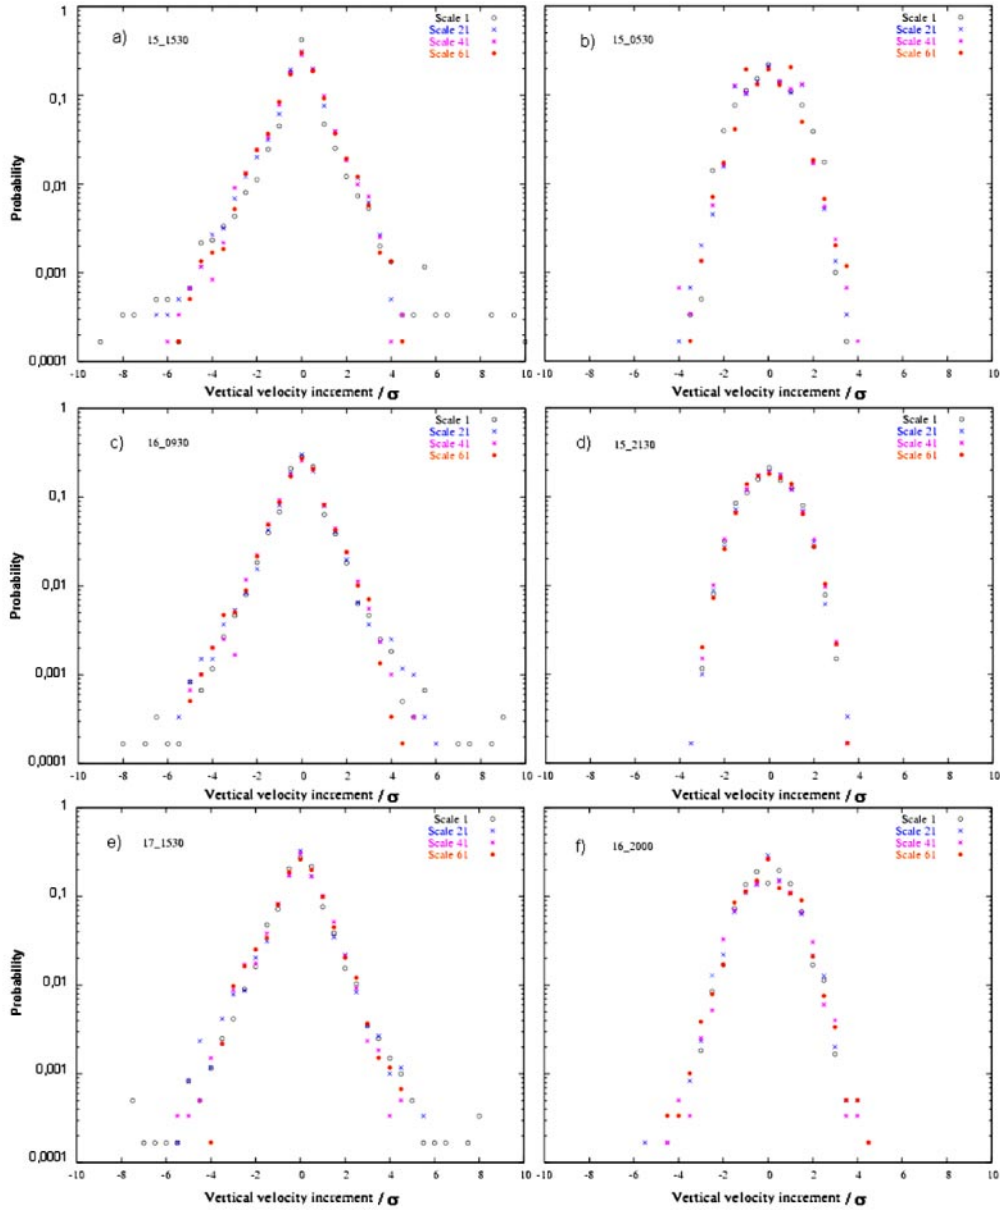 a) 15_1530
Scale 1
Scale 21
Scale 41
Scale 61
1
0,1
0,01
0,001
0,0001
Probability
-10 -8 -6 -4 -2 0 2 4 6 8 10
Vertical velocity increment / σ
b) 15_0530
Scale 1
Scale 21
Scale 41
Scale 61
-10 -8 -6 -4 -2 0 2 4 6 8 10
Vertical velocity increment / σ
c) 16_0930
Scale 1
Scale 21
Scale 41
Scale 61
1
0,1
0,01
0,001
0,0001
Probability
-10 -8 -6 -4 -2 0 2 4 6 8 10
Vertical velocity increment / σ
d) 15_2130
Scale 1
Scale 21
Scale 41
Scale 61
-10 -8 -6 -4 -2 0 2 4 6 8 10
Vertical velocity increment / σ
e) 17_1530
Scale 1
Scale 21
Scale 41
Scale 61
1
0,1
0,01
0,001
0,0001
Probability
-10 -8 -6 -4 -2 0 2 4 6 8 10
Vertical velocity increment / σ
f) 16_2000
Scale 1
Scale 21
Scale 41
Scale 61
-10 -8 -6 -4 -2 0 2 4 6 8 10
Vertical velocity increment / σ